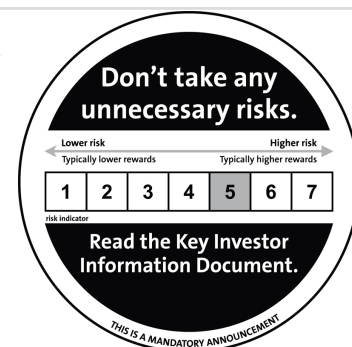 Don't take any
unnecessary risks.
Lower risk Higher risk
Typically lower rewards Typically higher rewards
1 2 3 4 5 6 7
risk indicator
Read the Key Investor
Information Document.
THIS IS A MANDATORY ANNOUNCEMENT